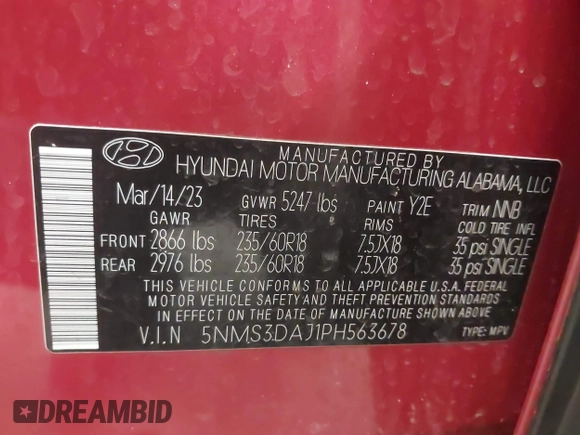 MANUFACTURED BY
HYUNDAI MOTOR MANUFACTURING ALABAMA, LLC
Mar/14/23 GVWR 5247 lbs PAINT Y2E TRIM NNB
GAWR TIRES RIMS COLD TIRE INFL
FRONT 2866 lbs 235/60R18 7.5JX18 35 psi SINGLE
REAR 2976 lbs 235/60R18 7.5JX18 35 psi SINGLE
THIS VEHICLE CONFORMS TO ALL APPLICABLE U.S.A. FEDERAL
MOTOR VEHICLE SAFETY AND THEFT PREVENTION STANDARDS
IN EFFECT ON THE DATE OF MANUFACTURE SHOWN ABOVE
V.I.N 5NMS3DAJ1PH563678 TYPE: MPV
DREAMBID